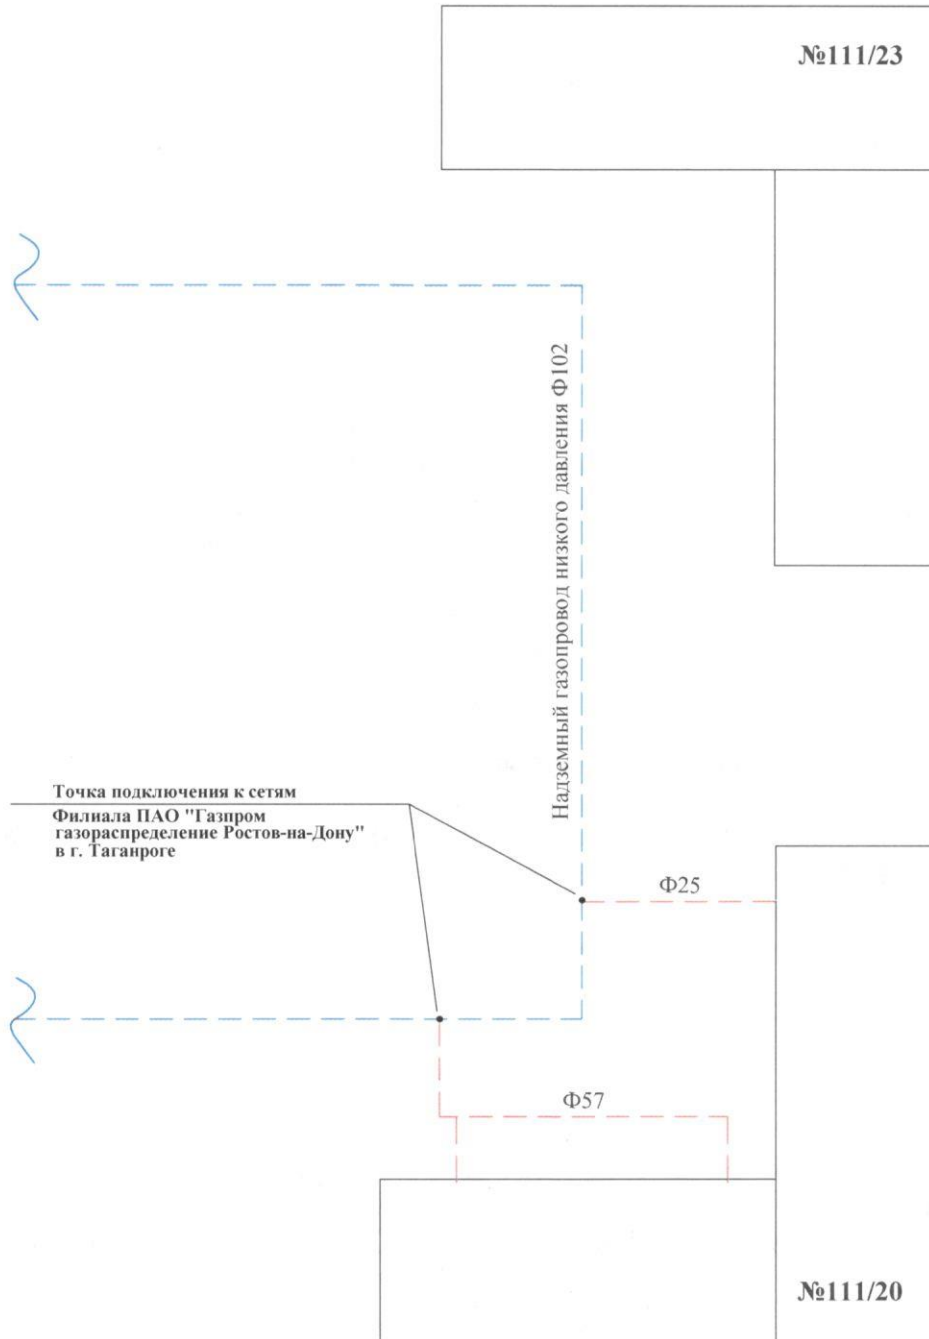 №111/23
Надземный газопровод низкого давления Ф102
Точка подключения к сетям
Филиала ПАО "Газпром
газораспределение Ростов-на-Дону"
в г. Таганроге
Ф25
Ф57
№111/20